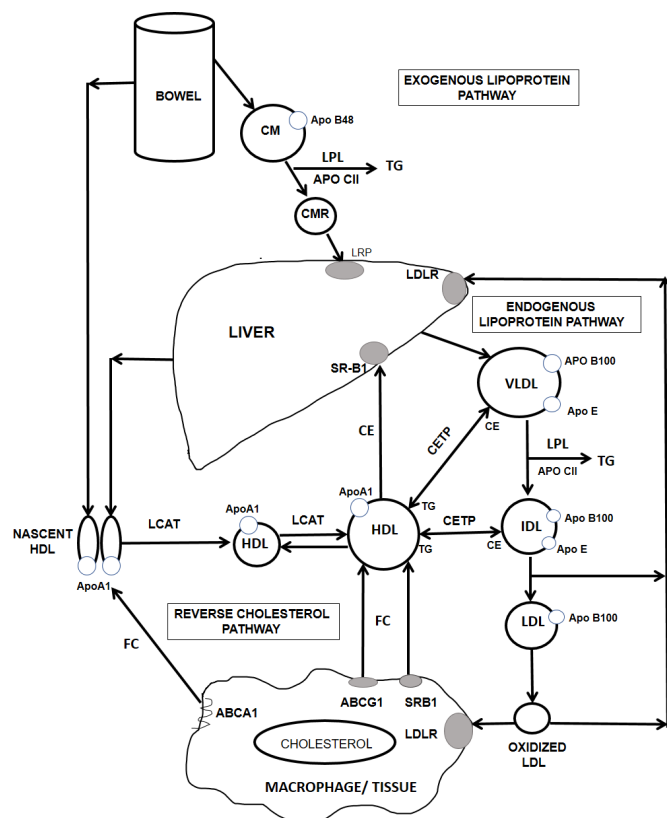 BOWEL
EXOGENOUS LIPOPROTEIN
PATHWAY
CM
Apo B48
LPL
APO CII
TG
CMR
LRP
LDLR
LIVER
ENDOGENOUS
LIPOPROTEIN PATHWAY
SR-B1
VLDL
APO B100
Apo E
CE
CE
CETP
LPL
APO CII
TG
NASCENT
HDL
LCAT
ApoA1
HDL
LCAT
ApoA1
HDL
TG
TG
CETP
CE
IDL
Apo B100
Apo E
ApoA1
REVERSE CHOLESTEROL
PATHWAY
LDL
Apo B100
FC
FC
ABCA1
ABCG1
SRB1
LDLR
CHOLESTEROL
MACROPHAGE/ TISSUE
OXIDIZED
LDL